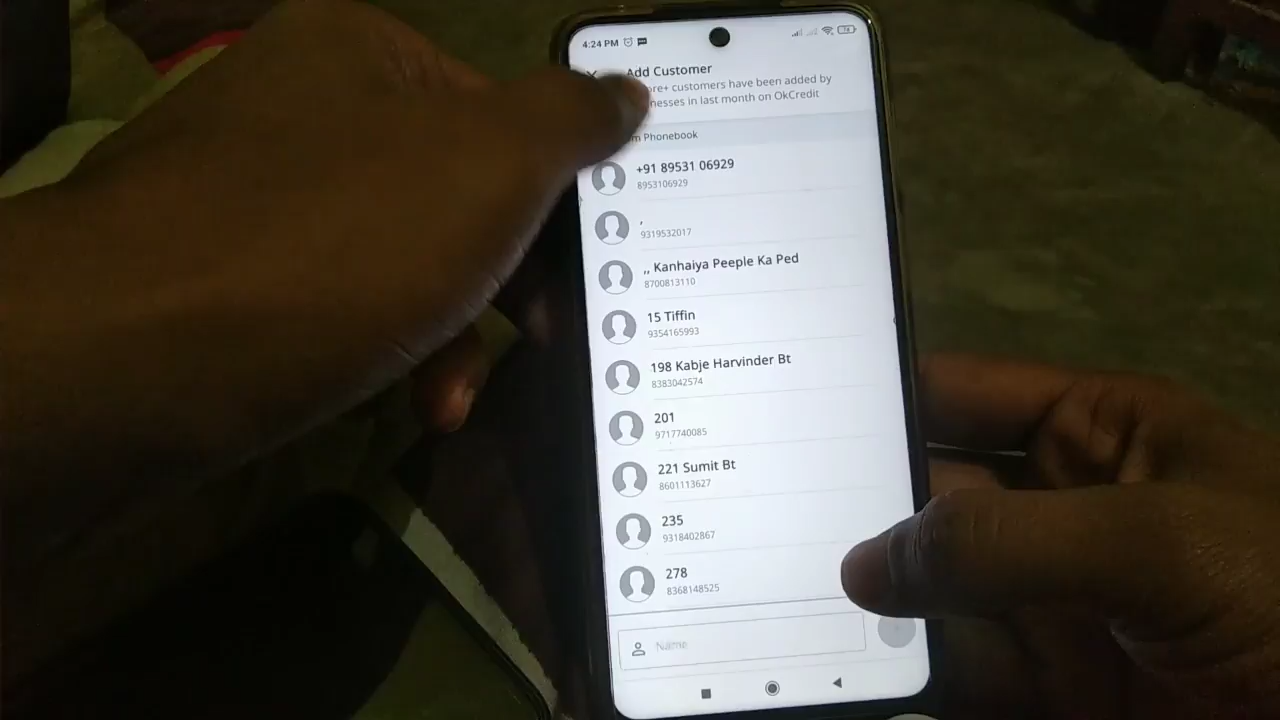 4:24 PM
Add Customer
ore+ customers have been added by
nesses in last month on OkCredit
m Phonebook
+91 89531 06929
8953106929
,
9319532017
,, Kanhaiya Peeple Ka Ped
8700813110
15 Tiffin
9354165993
198 Kabje Harvinder Bt
8383042574
201
9717740085
221 Sumit Bt
8601113627
235
9318402867
278
8368148525
Name